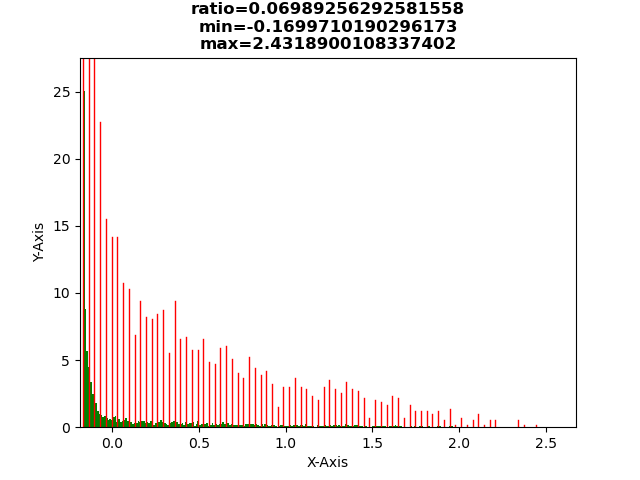 ratio=0.06989256292581558
min=-0.1699710190296173
max=2.4318900108337402
25
20
15
10
5
0
Y-Axis
0.0 0.5 1.0 1.5 2.0 2.5
X-Axis